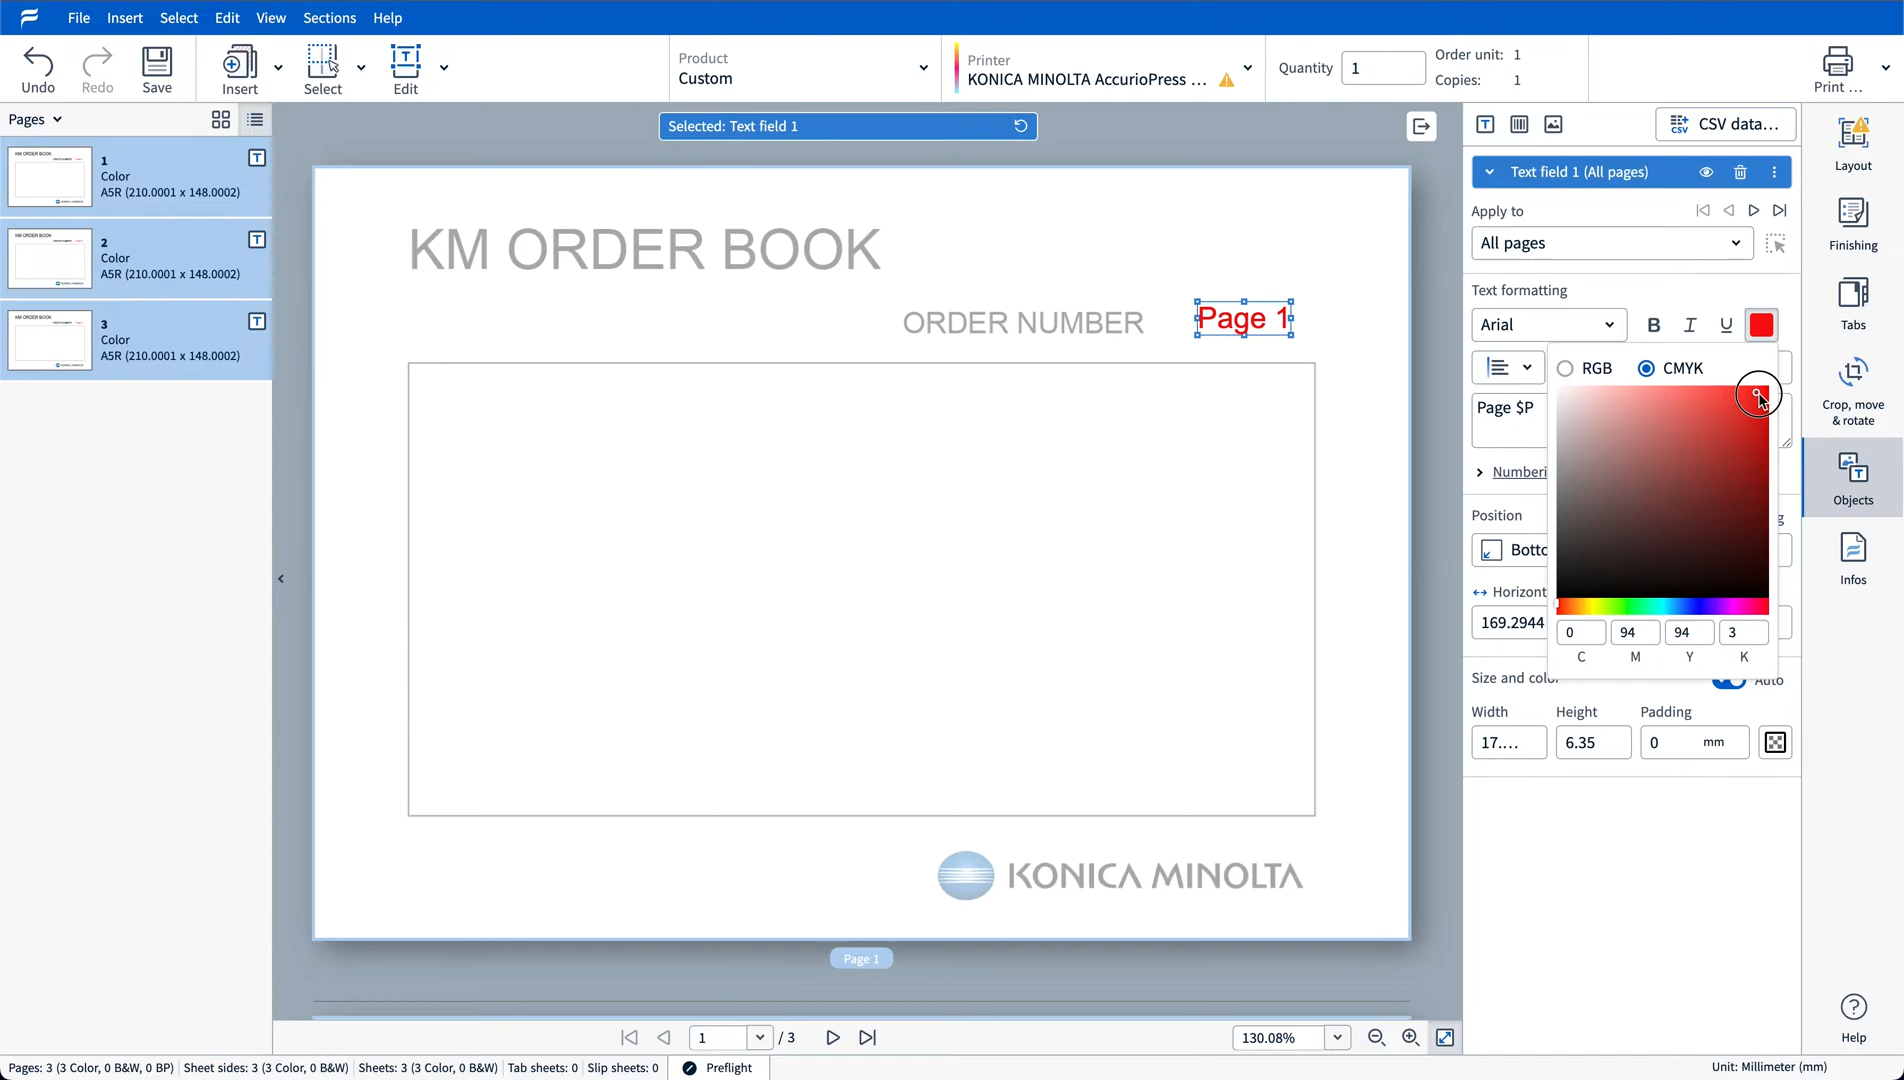 File Insert Select Edit View Sections Help
Undo Redo Save Insert Select Edit
Product
Custom
Printer
KONICA MINOLTA AccurioPress ...
Quantity 1
Order unit: 1
Copies: 1
Print ...
Pages
1
Color
A5R (210.0001 x 148.0002)
2
Color
A5R (210.0001 x 148.0002)
3
Color
A5R (210.0001 x 148.0002)
Selected: Text field 1
KM ORDER BOOK
ORDER NUMBER Page 1
KONICA MINOLTA
Page 1
1 / 3
130.08%
CSV data...
Text field 1 (All pages)
Apply to
All pages
Text formatting
Arial B I U
RGB CMYK
Page $P
Numberi
Position
Botto
Horizont
169.2944
0 94 94 3
C M Y K
Size and color Auto
Width Height Padding
17.... 6.35 0 mm
Layout
Finishing
Tabs
Crop, move
& rotate
Objects
Infos
Help
Pages: 3 (3 Color, 0 B&W, 0 BP) Sheet sides: 3 (3 Color, 0 B&W) Sheets: 3 (3 Color, 0 B&W) Tab sheets: 0 Slip sheets: 0 Preflight
Unit: Millimeter (mm)